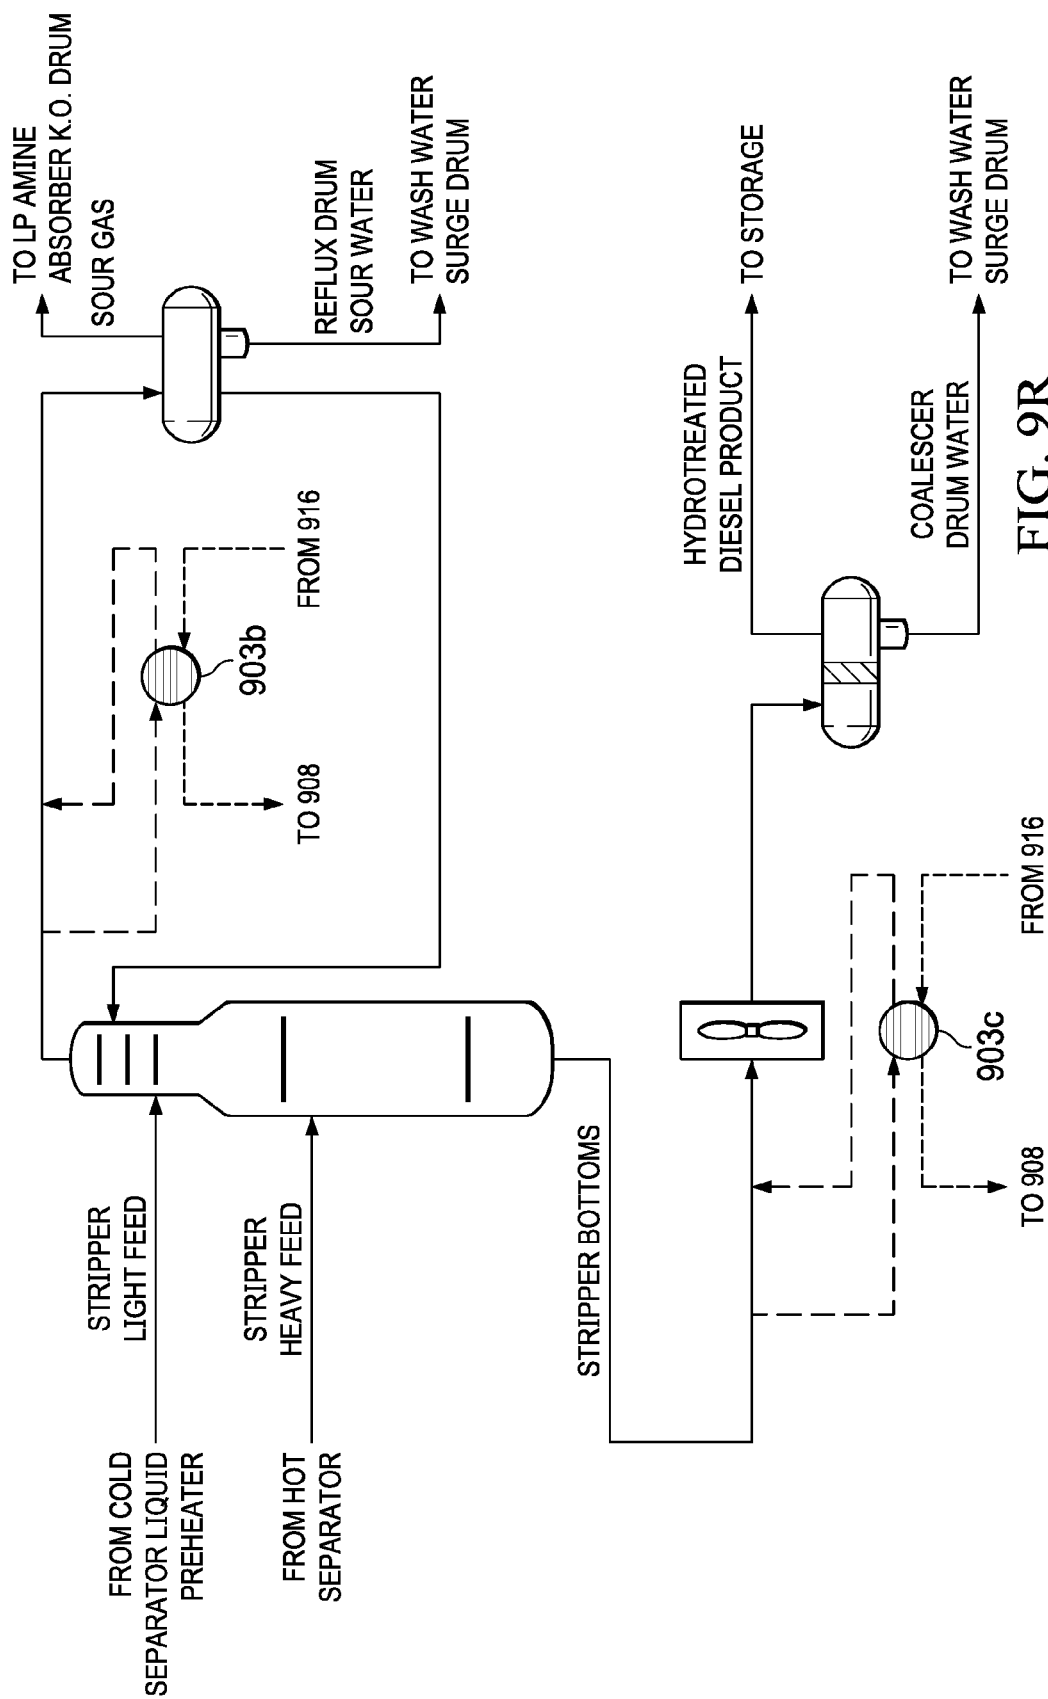 TO LP AMINE
ABSORBER K.O. DRUM
SOUR GAS
REFLUX DRUM
SOUR WATER
TO WASH WATER
SURGE DRUM
FROM 916
903b
TO 908
STRIPPER
LIGHT FEED
FROM COLD
SEPARATOR LIQUID
PREHEATER
STRIPPER
HEAVY FEED
FROM HOT
SEPARATOR
STRIPPER BOTTOMS
HYDROTREATED
DIESEL PRODUCT
TO STORAGE
COALESCER
DRUM WATER
TO WASH WATER
SURGE DRUM
FROM 916
903c
TO 908
FIG. 9R